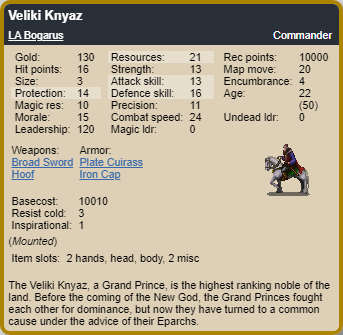 Veliki Knyaz
LA Bogarus Commander
Gold: 130 Resources: 21 Rec points: 10000
Hit points: 16 Strength: 13 Map move: 20
Size: 3 Attack skill: 13 Encumbrance: 4
Protection: 14 Defence skill: 16 Age: 22
Magic res: 10 Precision: 11 (50)
Morale: 15 Combat speed: 24 Undead ldr: 0
Leadership: 120 Magic ldr: 0
Weapons: Armor:
Broad Sword Plate Cuirass
Hoof Iron Cap
Basecost: 10010
Resist cold: 3
Inspirational: 1
(Mounted)
Item slots: 2 hands, head, body, 2 misc
The Veliki Knyaz, a Grand Prince, is the highest ranking noble of the
land. Before the coming of the New God, the Grand Princes fought
each other for dominance, but now they have turned to a common
cause under the advice of their Eparchs.